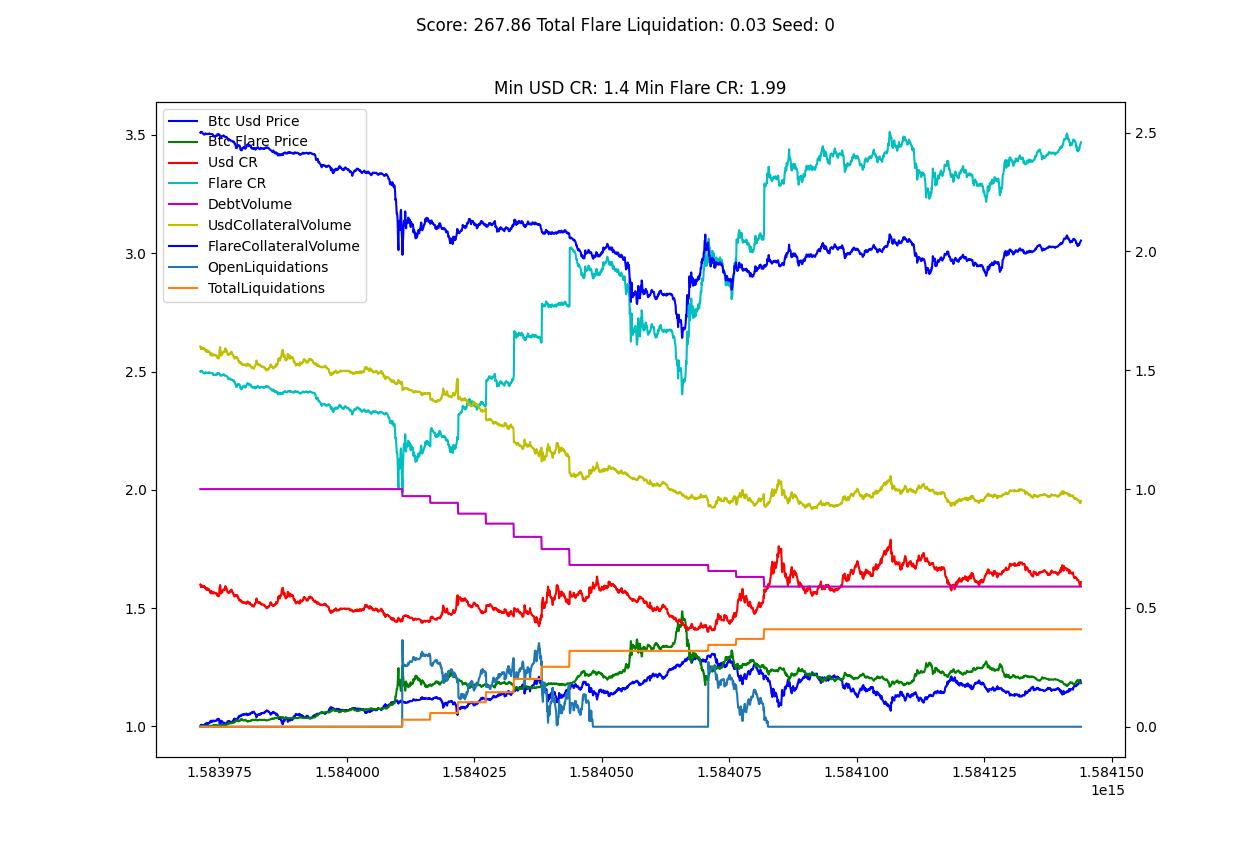 Score: 267.86 Total Flare Liquidation: 0.03 Seed: 0
Min USD CR: 1.4 Min Flare CR: 1.99
Btc Usd Price
Btc Flare Price
Usd CR
Flare CR
DebtVolume
UsdCollateralVolume
FlareCollateralVolume
OpenLiquidations
TotalLiquidations
3.5
3.0
2.5
2.0
1.5
1.0
2.5
2.0
1.5
1.0
0.5
0.0
1.583975 1.584000 1.584025 1.584050 1.584075 1.584100 1.584125 1.584150
1e15